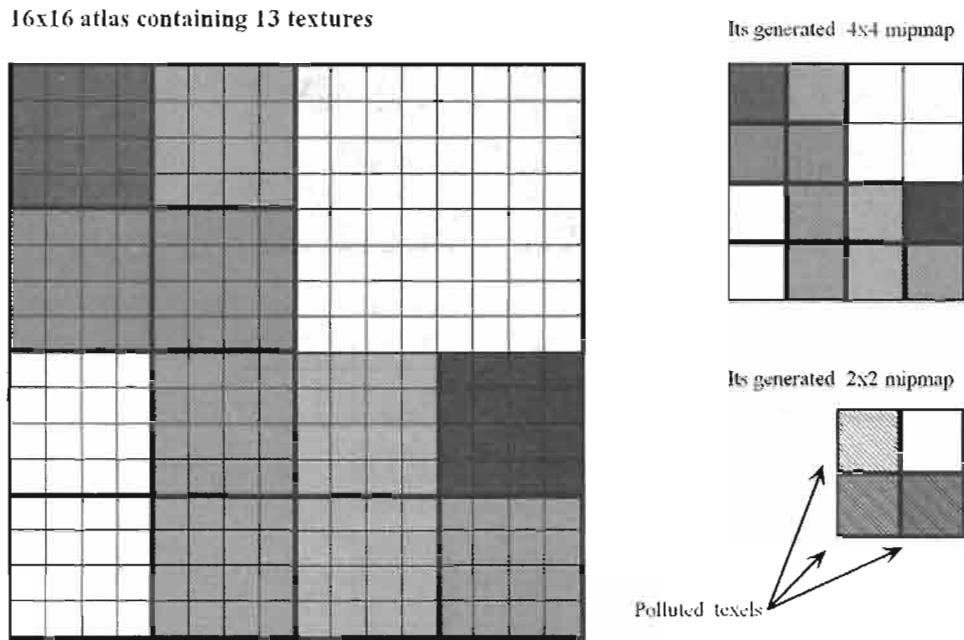 16x16 atlas containing 13 textures
Its generated 4x4 mipmap
Its generated 2x2 mipmap
Polluted texels